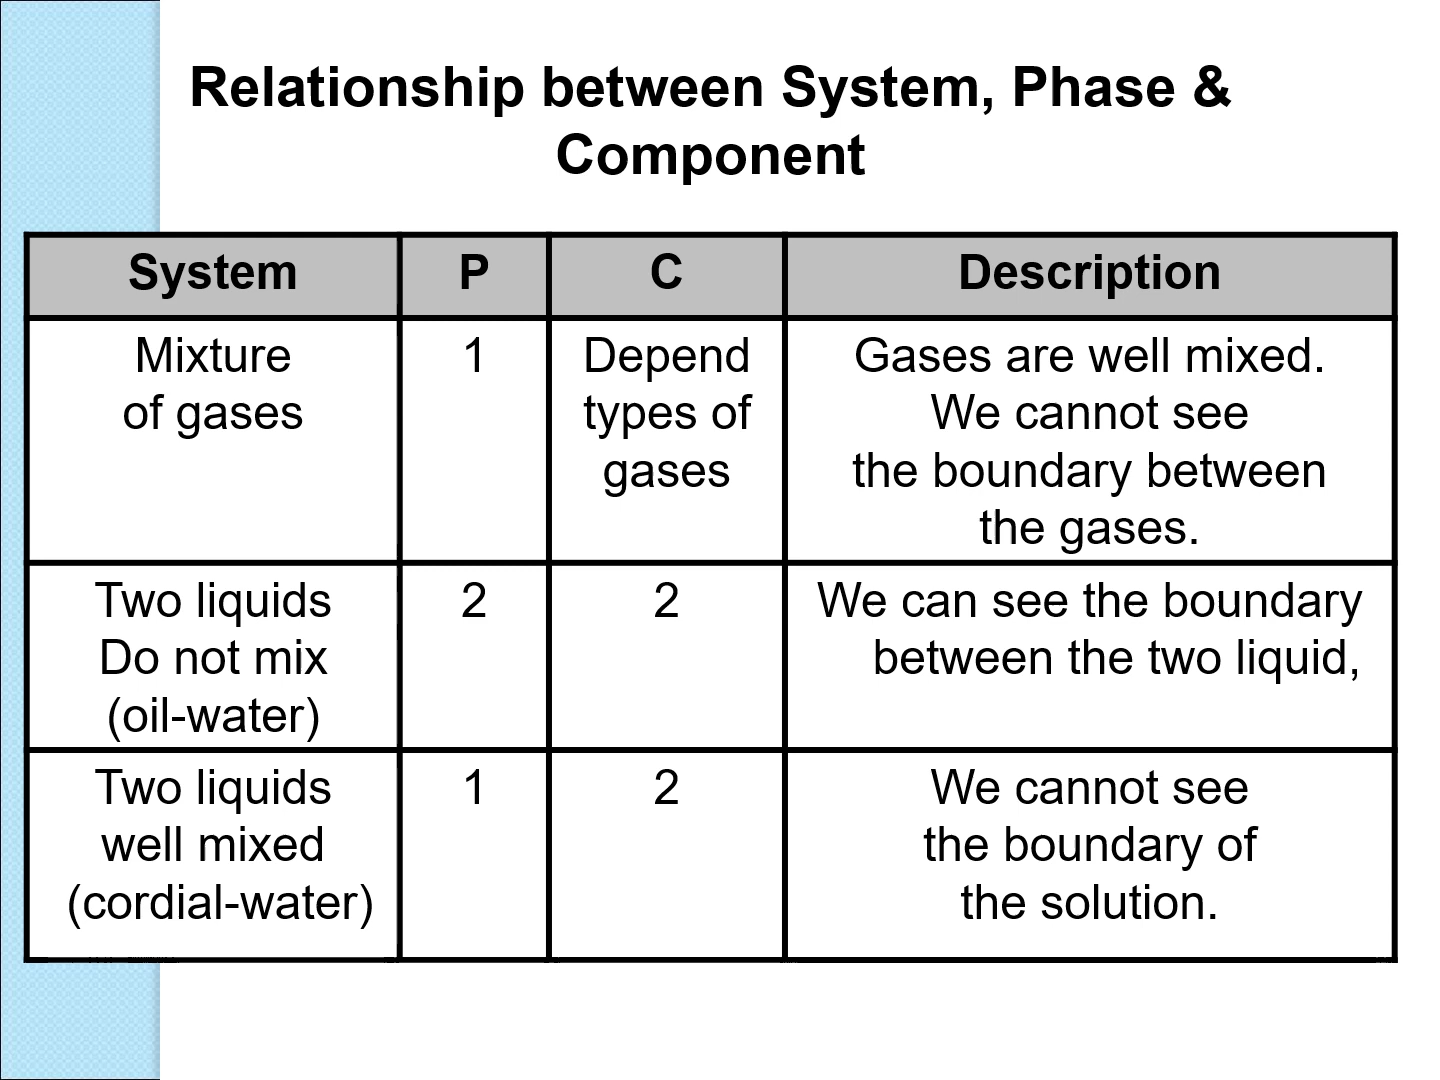 Relationship between System, Phase &
Component
System
P
C
Description
Mixture
of gases
1
Depend
types of
gases
Gases are well mixed.
We cannot see
the boundary between
the gases.
Two liquids
Do not mix
(oil-water)
2
2
We can see the boundary
between the two liquid,
Two liquids
well mixed
(cordial-water)
1
2
We cannot see
the boundary of
the solution.